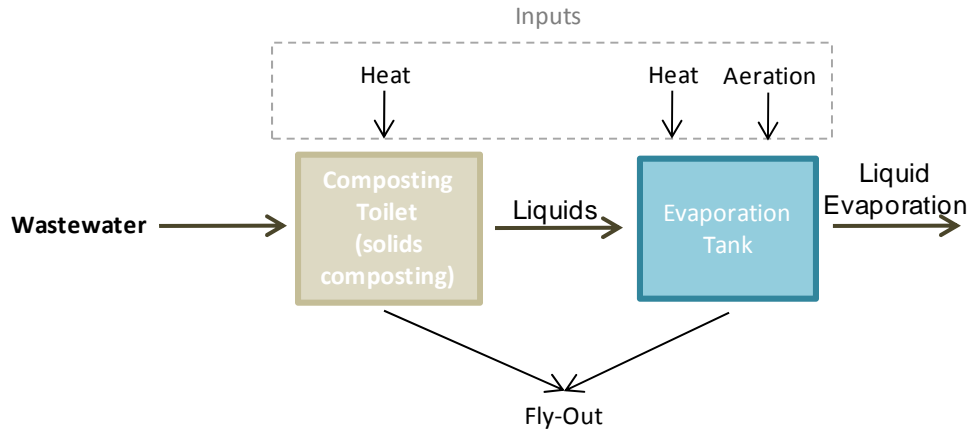 Inputs
Heat
Heat
Aeration
Wastewater
Composting
Toilet
(solids
composting)
Liquids
Evaporation
Tank
Liquid
Evaporation
Fly-Out